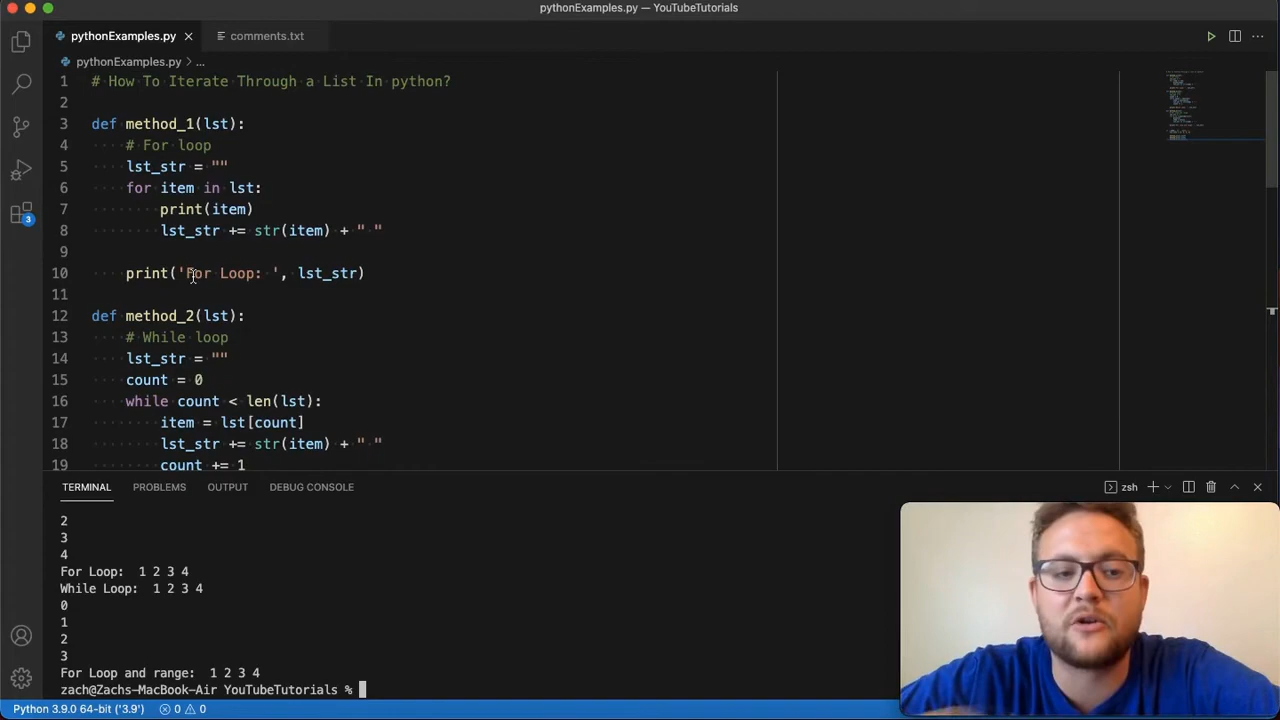 pythonExamples.py — YouTubeTutorials
pythonExamples.py
comments.txt
pythonExamples.py > ...
1 # How To Iterate Through a List In python?
2
3 def method_1(lst):
4 # For loop
5 lst_str = ""
6 for item in lst:
7 print(item)
8 lst_str += str(item) + " "
9
10 print('For Loop: ', lst_str)
11
12 def method_2(lst):
13 # While loop
14 lst_str = ""
15 count = 0
16 while count < len(lst):
17 item = lst[count]
18 lst_str += str(item) + " "
19 count += 1
3
TERMINAL PROBLEMS OUTPUT DEBUG CONSOLE zsh
2
3
4
For Loop:  1 2 3 4
While Loop:  1 2 3 4
0
1
2
3
For Loop and range:  1 2 3 4
zach@Zachs-MacBook-Air YouTubeTutorials %
Python 3.9.0 64-bit ('3.9') 0 0